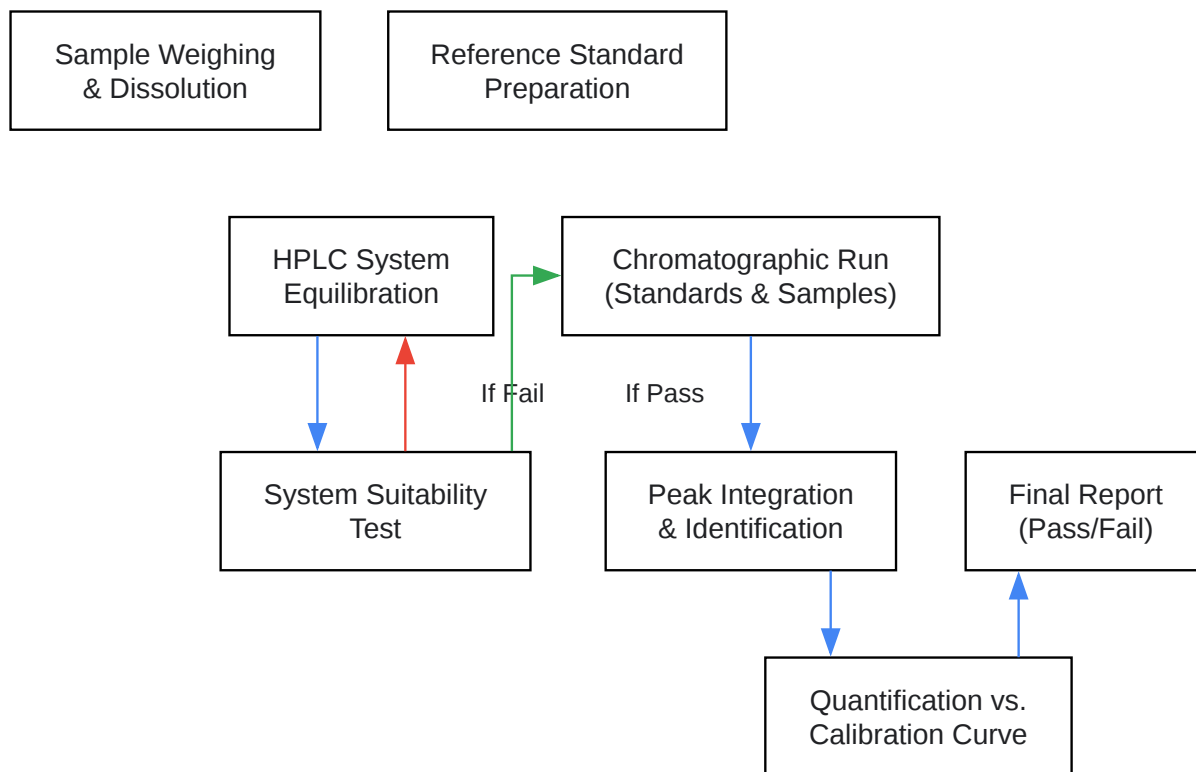 Sample Weighing
& Dissolution
Reference Standard
Preparation
HPLC System
Equilibration
Chromatographic Run
(Standards & Samples)
If Fail
If Pass
System Suitability
Test
Peak Integration
& Identification
Final Report
(Pass/Fail)
Quantification vs.
Calibration Curve